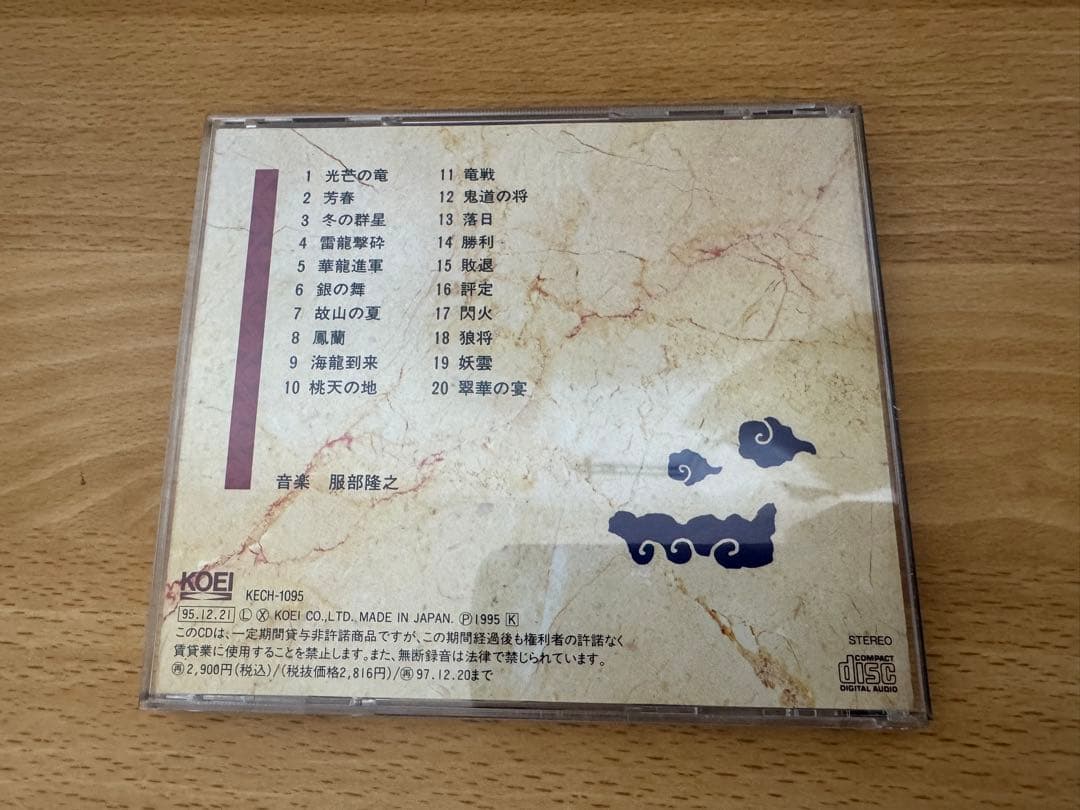 1 光芒の竜
2 芳春
3 冬の群星
4 雷龍撃砕
5 華龍進軍
6 銀の舞
7 故山の夏
8 鳳蘭
9 海龍到来
10 桃天の地
11 竜戦
12 鬼道の将
13 落日
14 勝利
15 敗退
16 評定
17 閃火
18 狼将
19 妖雲
20 翠華の宴
音楽 服部隆之
KOEI
KECH-1095
95.12.21 Ⓛ Ⓧ KOEI CO.,LTD. MADE IN JAPAN. Ⓟ1995 K
このCDは、一定期間貸与非許諾商品ですが、この期間経過後も権利者の許諾なく
賃貸業に使用することを禁止します。また、無断録音は法律で禁じられています。
再2,900円(税込)/(税抜価格2,816円)/再97.12.20まで
STEREO
COMPACT
disc
DIGITAL AUDIO